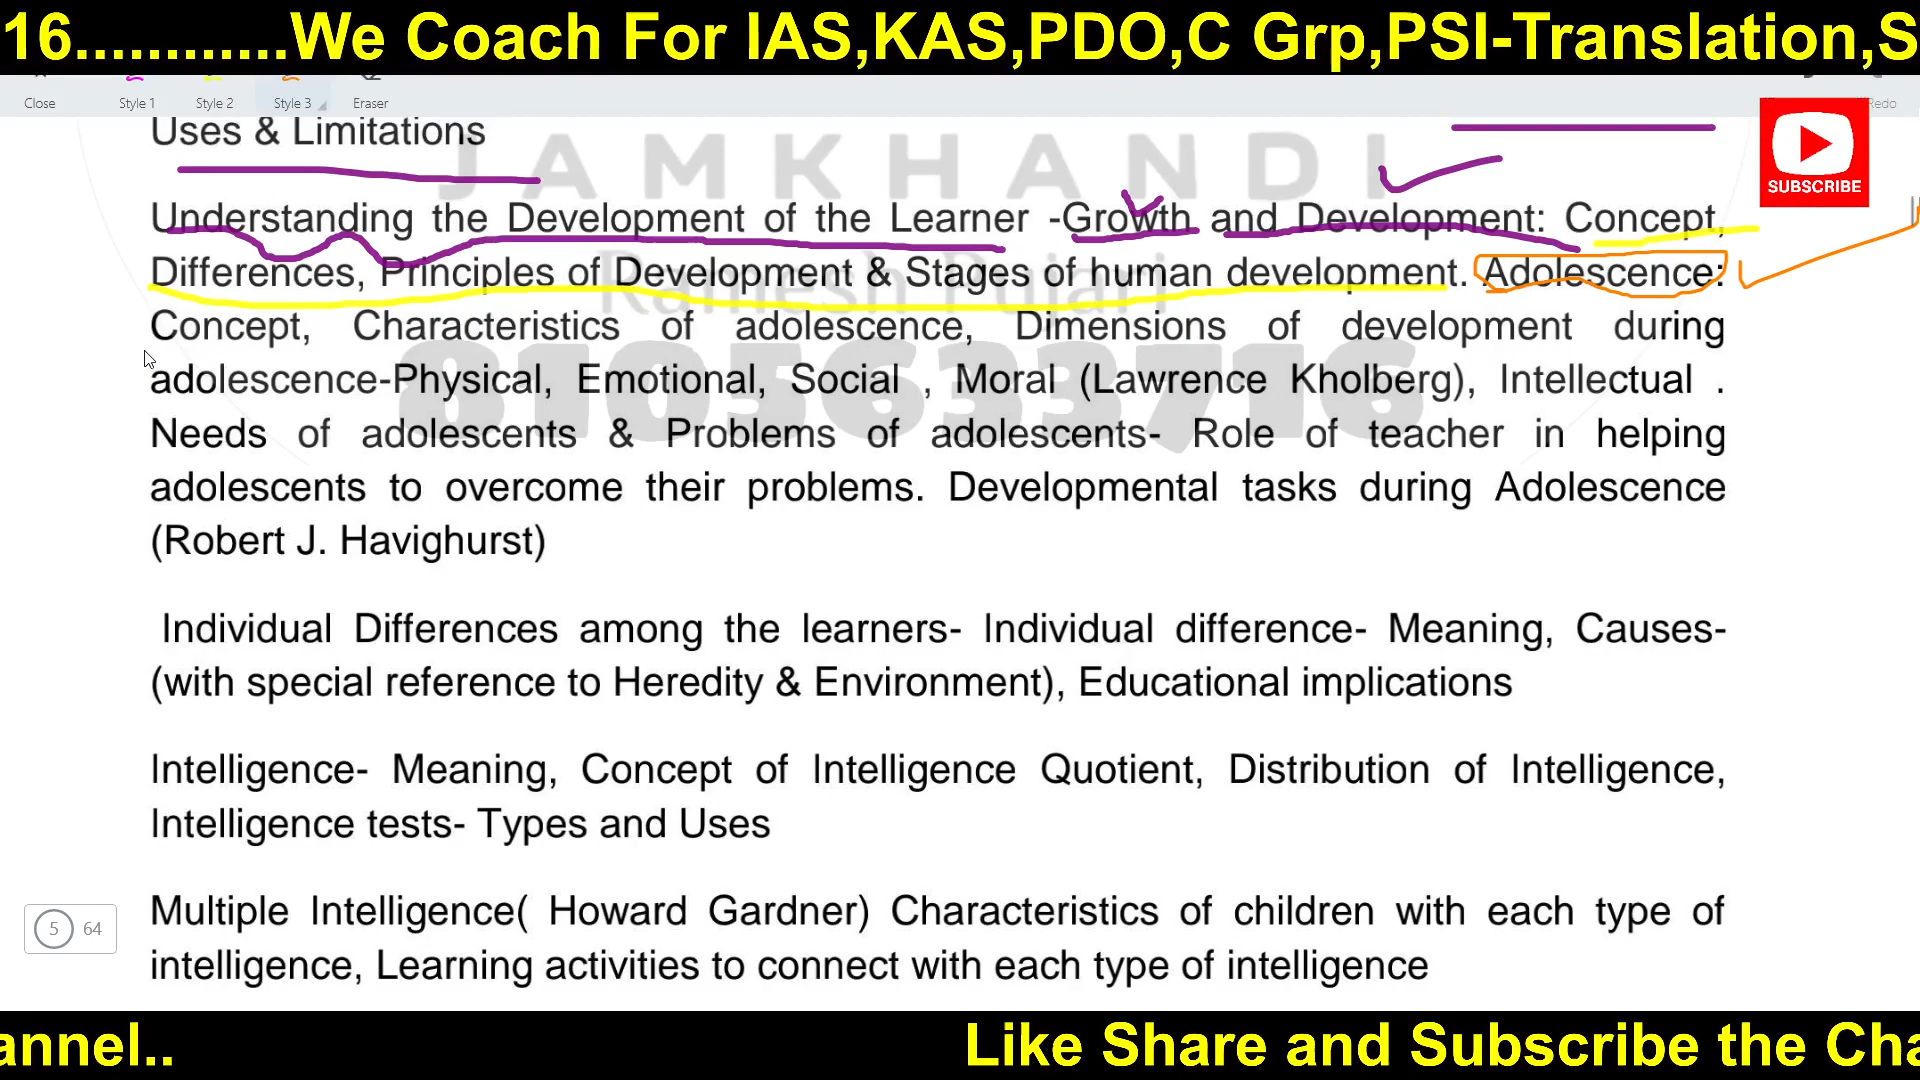 16............We Coach For IAS,KAS,PDO,C Grp,PSI-Translation,S
Close Style 1 Style 2 Style 3 Eraser Redo
SUBSCRIBE
JAMKHANDI
Ramesh Pujari
8105633716
Uses & Limitations
Understanding the Development of the Learner -Growth and Development: Concept,
Differences, Principles of Development & Stages of human development. Adolescence:
Concept, Characteristics of adolescence, Dimensions of development during
adolescence-Physical, Emotional, Social , Moral (Lawrence Kholberg), Intellectual .
Needs of adolescents & Problems of adolescents- Role of teacher in helping
adolescents to overcome their problems. Developmental tasks during Adolescence
(Robert J. Havighurst)
Individual Differences among the learners- Individual difference- Meaning, Causes-
(with special reference to Heredity & Environment), Educational implications
Intelligence- Meaning, Concept of Intelligence Quotient, Distribution of Intelligence,
Intelligence tests- Types and Uses
Multiple Intelligence( Howard Gardner) Characteristics of children with each type of
intelligence, Learning activities to connect with each type of intelligence
5 64
annel.. Like Share and Subscribe the Cha